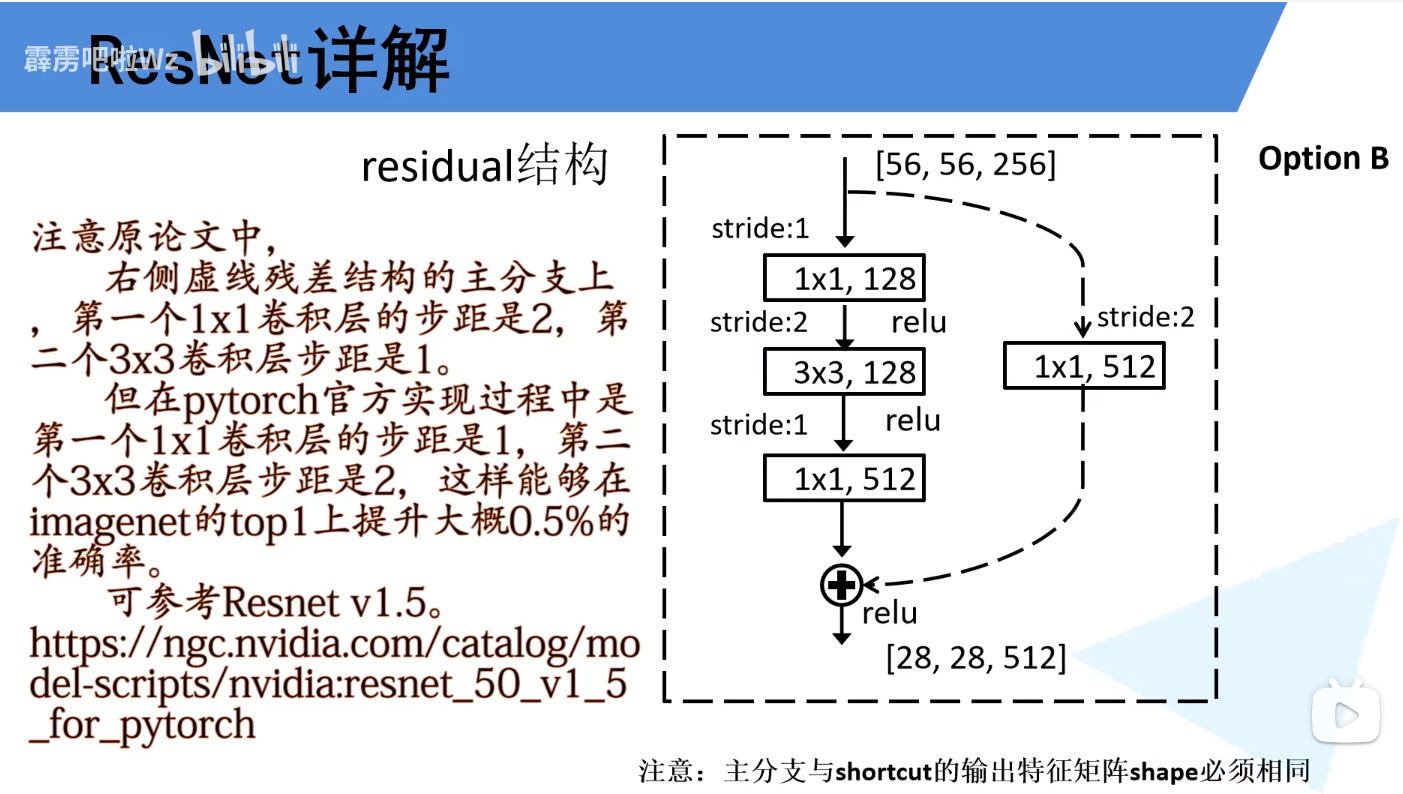 ResNet详解
霹雳吧啦Wz bilibili
residual结构
注意原论文中，
右侧虚线残差结构的主分支上
，第一个1x1卷积层的步距是2，第
二个3x3卷积层步距是1。
但在pytorch官方实现过程中是
第一个1x1卷积层的步距是1，第二
个3x3卷积层步距是2，这样能够在
imagenet的top1上提升大概0.5%的
准确率。
可参考Resnet v1.5。
https://ngc.nvidia.com/catalog/mo
del-scripts/nvidia:resnet_50_v1_5
_for_pytorch
Option B
[56, 56, 256]
stride:1
1x1, 128
stride:2
relu
3x3, 128
stride:1
relu
1x1, 512
stride:2
1x1, 512
relu
[28, 28, 512]
注意：主分支与shortcut的输出特征矩阵shape必须相同